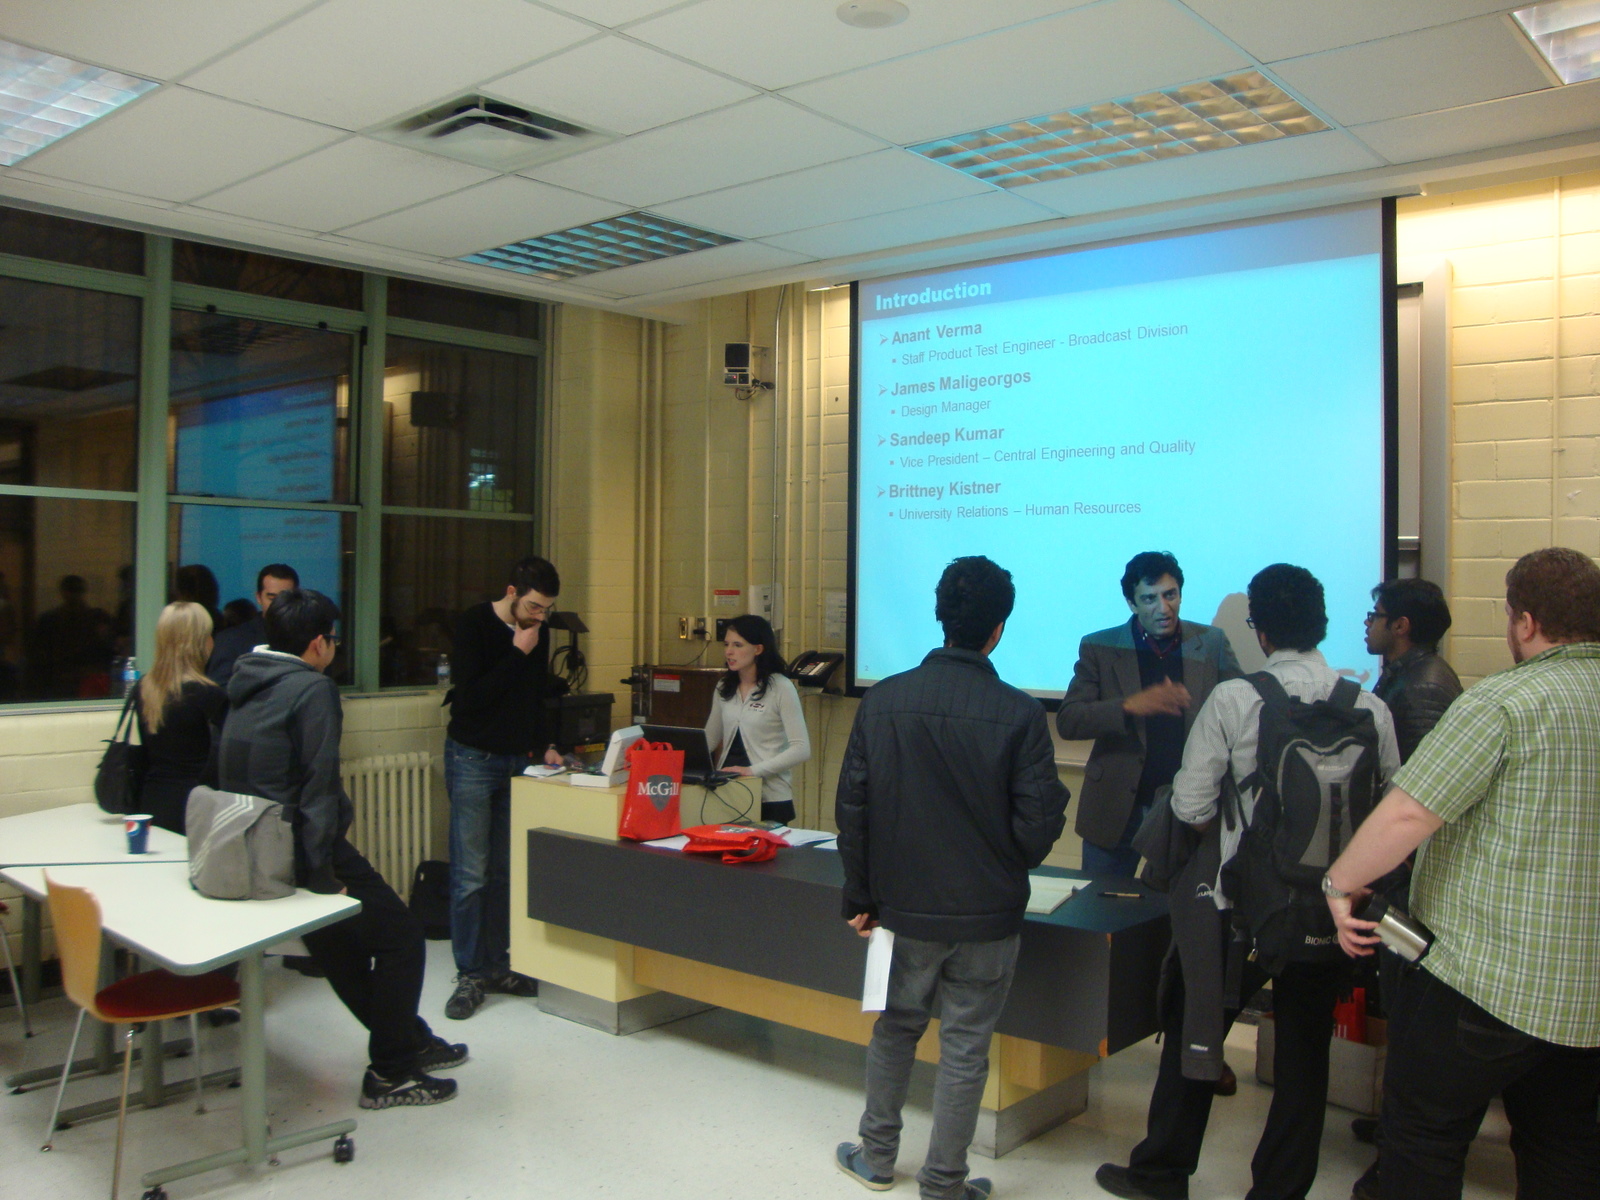 Introduction
Anant Verma
Staff Product Test Engineer - Broadcast Division
James Maligeorgos
Design Manager
Sandeep Kumar
Vice President – Central Engineering and Quality
Brittney Kistner
University Relations – Human Resources
McGill
BIONIC